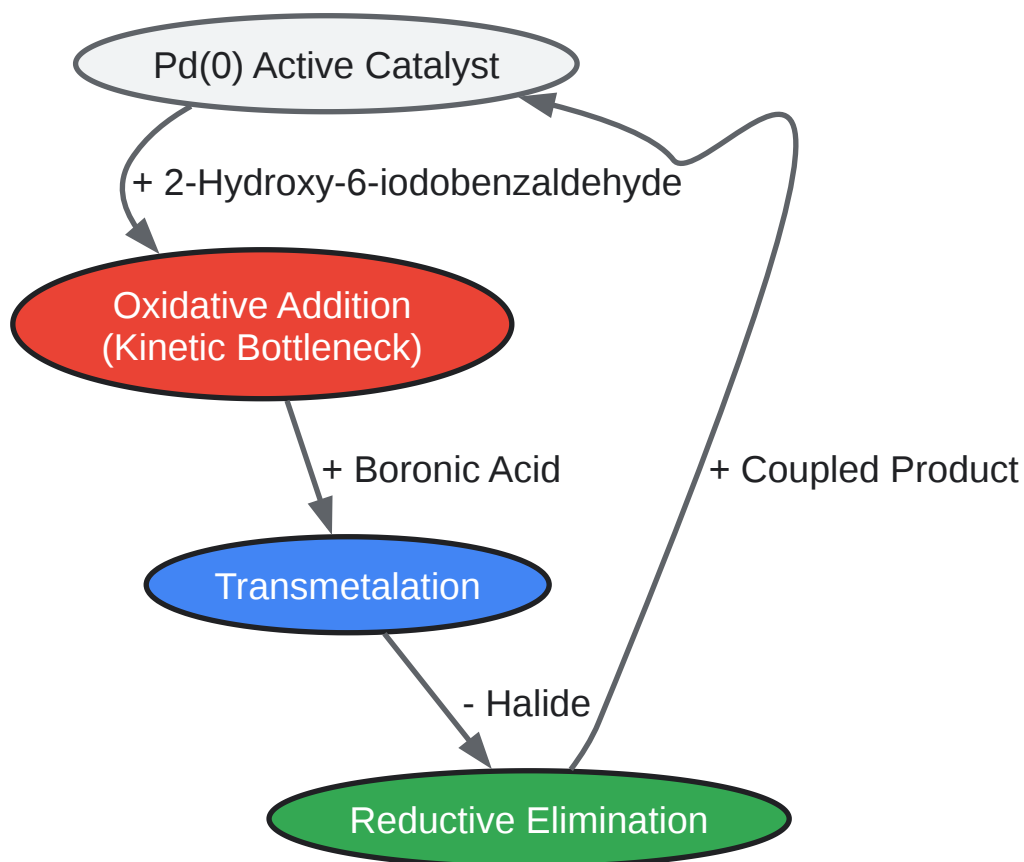 Pd(0) Active Catalyst
+ 2-Hydroxy-6-iodobenzaldehyde
Oxidative Addition
(Kinetic Bottleneck)
+ Boronic Acid
+ Coupled Product
Transmetalation
- Halide
Reductive Elimination